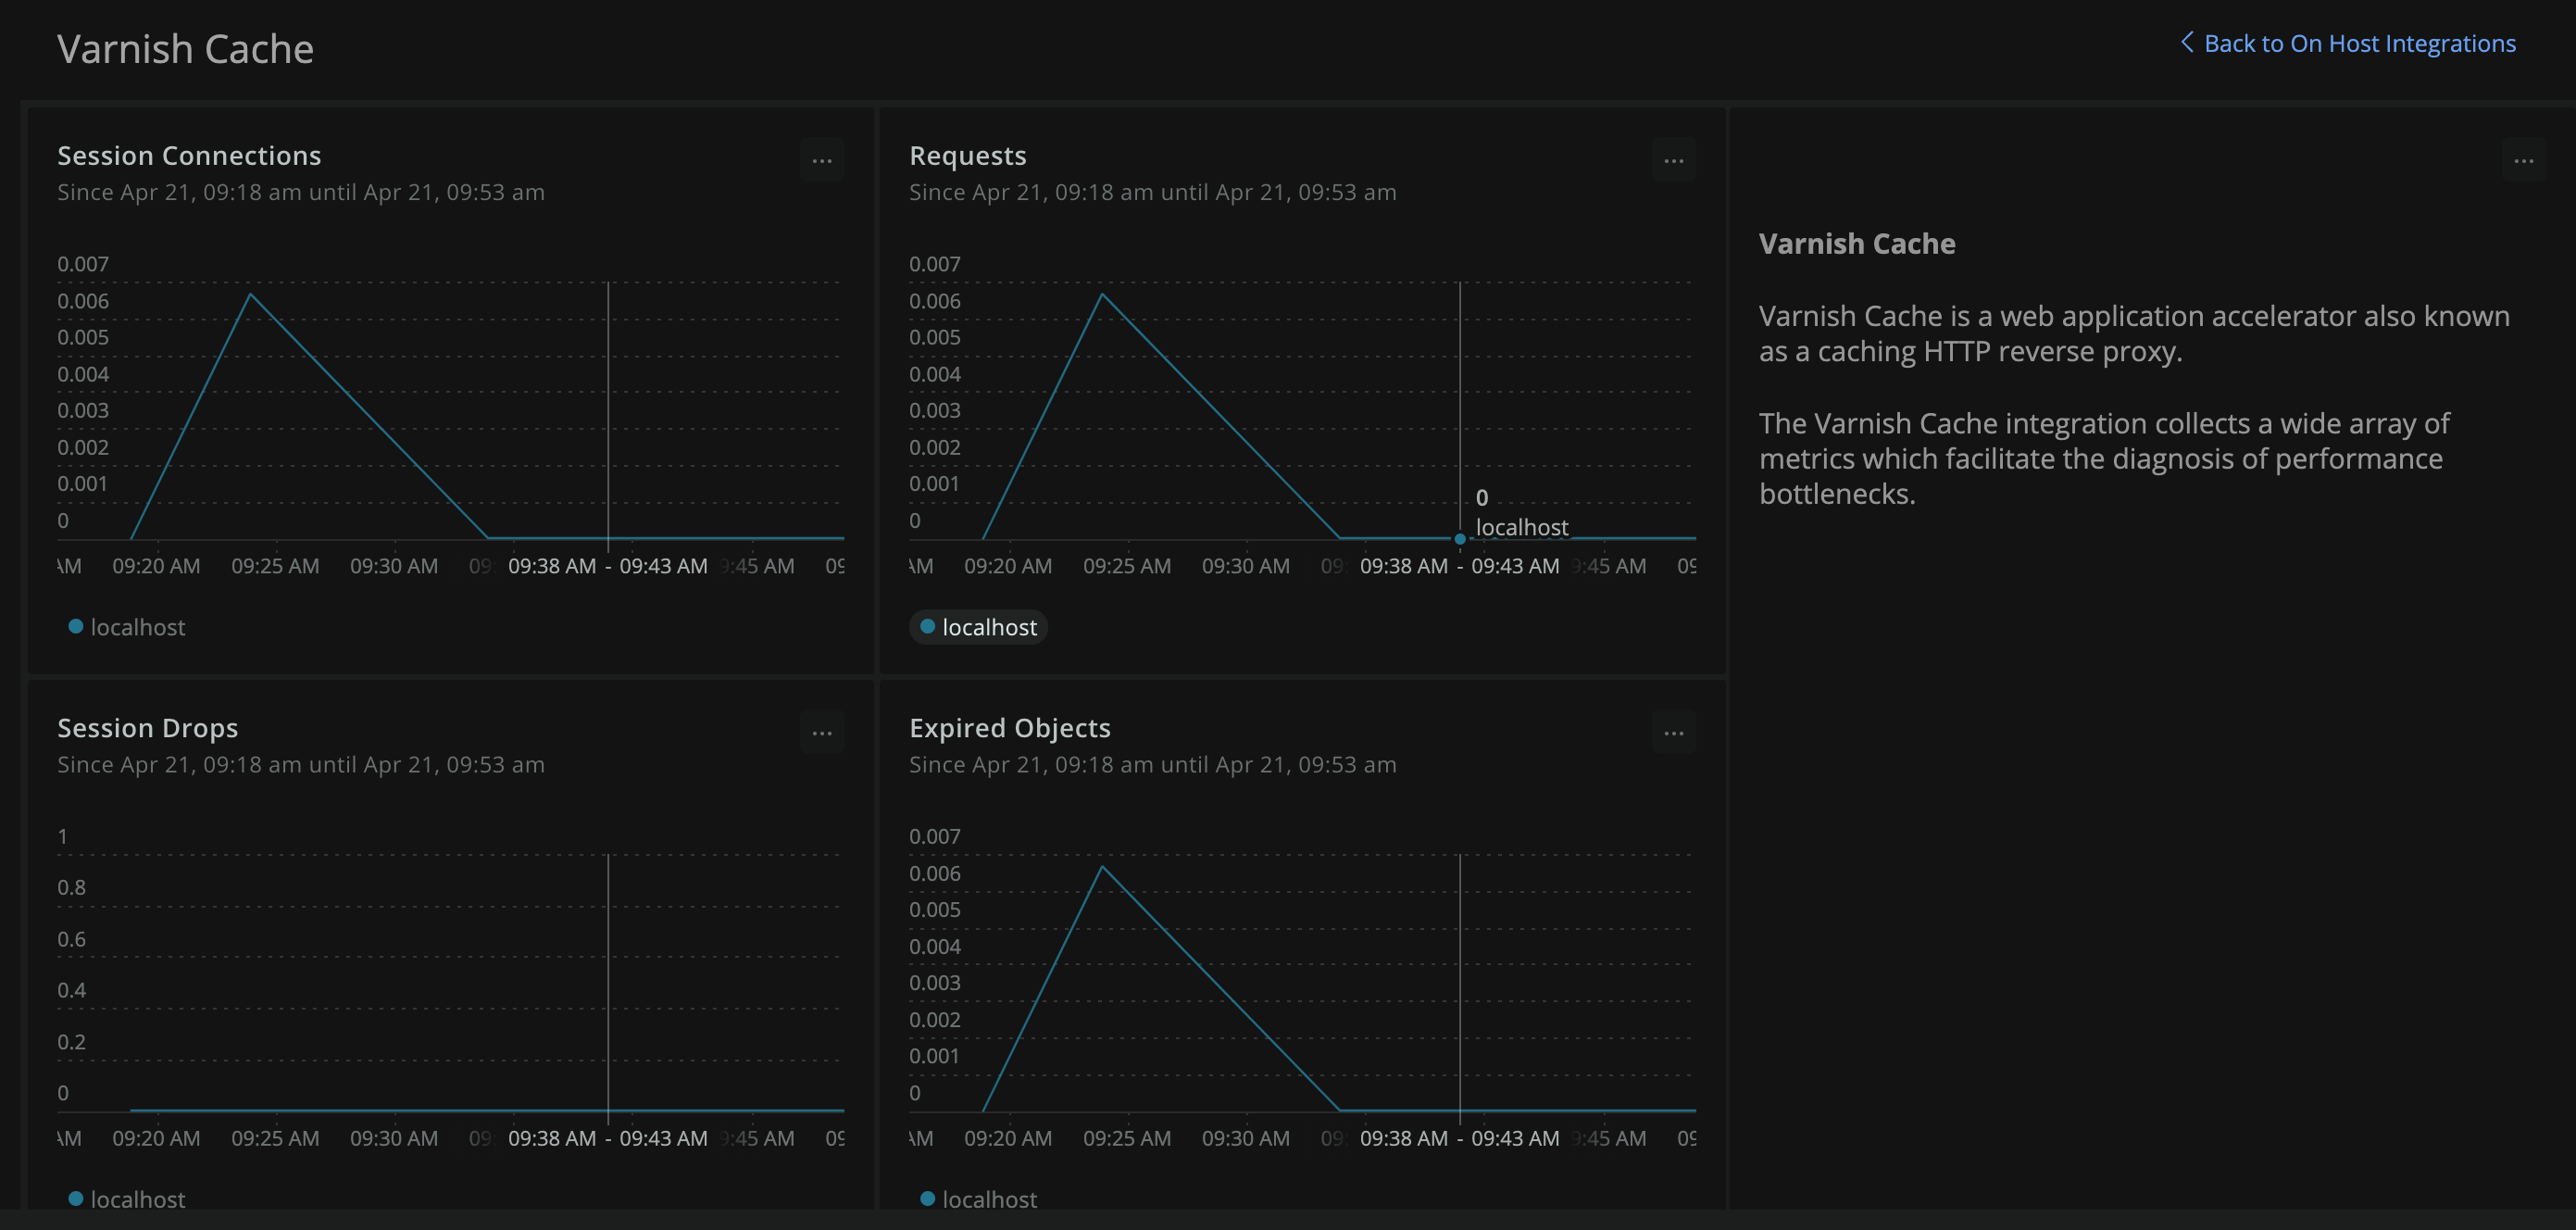 Varnish Cache
Back to On Host Integrations
Session Connections
Since Apr 21, 09:18 am until Apr 21, 09:53 am
0.007
0.006
0.005
0.004
0.003
0.002
0.001
0
AM 09:20 AM 09:25 AM 09:30 AM 09: 09:38 AM - 09:43 AM 9:45 AM 09
localhost
Requests
Since Apr 21, 09:18 am until Apr 21, 09:53 am
0.007
0.006
0.005
0.004
0.003
0.002
0.001
0
0
localhost
AM 09:20 AM 09:25 AM 09:30 AM 09: 09:38 AM - 09:43 AM 9:45 AM 09
localhost
Varnish Cache
Varnish Cache is a web application accelerator also known
as a caching HTTP reverse proxy.
The Varnish Cache integration collects a wide array of
metrics which facilitate the diagnosis of performance
bottlenecks.
Session Drops
Since Apr 21, 09:18 am until Apr 21, 09:53 am
1
0.8
0.6
0.4
0.2
0
AM 09:20 AM 09:25 AM 09:30 AM 09: 09:38 AM - 09:43 AM 9:45 AM 09
localhost
Expired Objects
Since Apr 21, 09:18 am until Apr 21, 09:53 am
0.007
0.006
0.005
0.004
0.003
0.002
0.001
0
AM 09:20 AM 09:25 AM 09:30 AM 09: 09:38 AM - 09:43 AM 9:45 AM 09
localhost